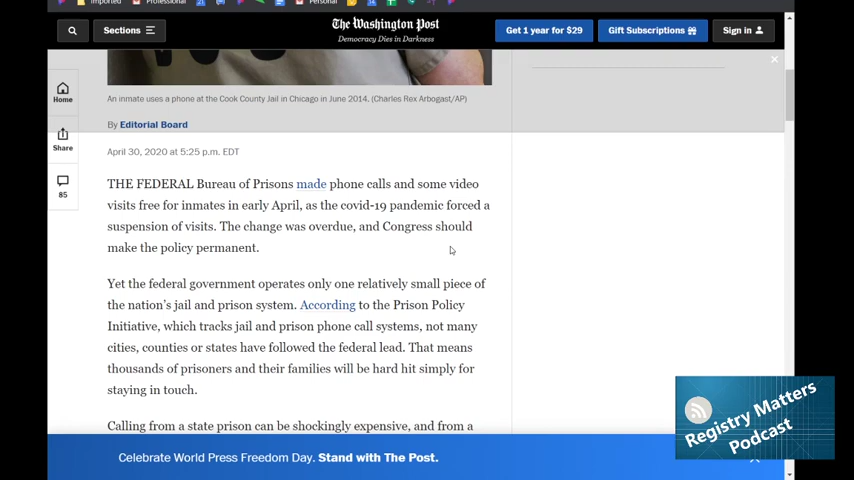 Imported
Professional
Personal
Sections
The Washington Post
Democracy Dies in Darkness
Get 1 year for $29
Gift Subscriptions
Sign in
Home
Share
85
An inmate uses a phone at the Cook County Jail in Chicago in June 2014. (Charles Rex Arbogast/AP)
By Editorial Board
April 30, 2020 at 5:25 p.m. EDT
THE FEDERAL Bureau of Prisons made phone calls and some video
visits free for inmates in early April, as the covid-19 pandemic forced a
suspension of visits. The change was overdue, and Congress should
make the policy permanent.
Yet the federal government operates only one relatively small piece of
the nation's jail and prison system. According to the Prison Policy
Initiative, which tracks jail and prison phone call systems, not many
cities, counties or states have followed the federal lead. That means
thousands of prisoners and their families will be hard hit simply for
staying in touch.
Calling from a state prison can be shockingly expensive, and from a
Celebrate World Press Freedom Day. Stand with The Post.
Registry Matters
Podcast